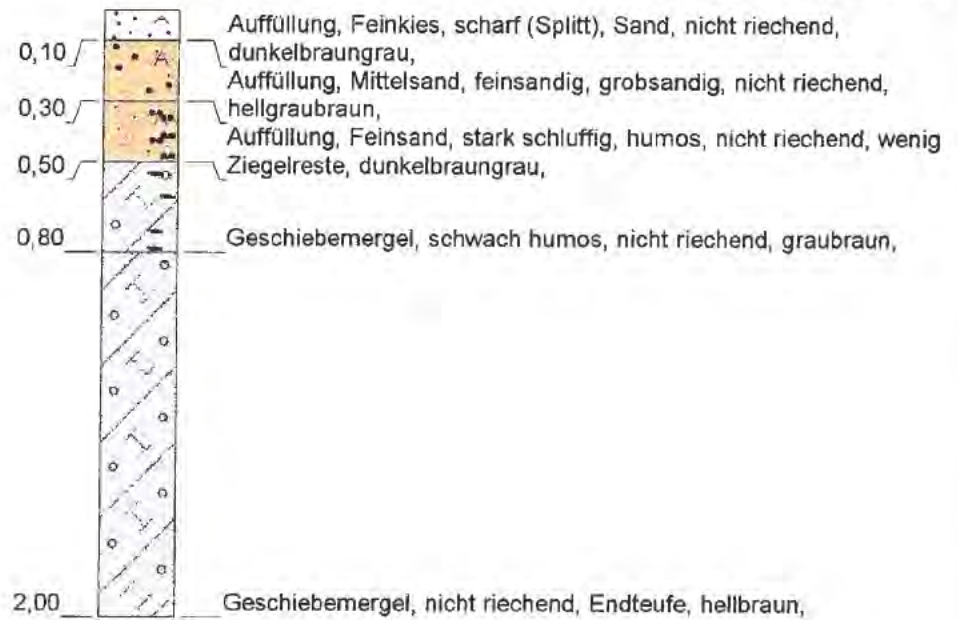 Auffüllung, Feinkies, scharf (Splitt), Sand, nicht riechend,
0,10 dunkelbraungrau,
Auffüllung, Mittelsand, feinsandig, grobsandig, nicht riechend,
0,30 hellgraubraun,
Auffüllung, Feinsand, stark schluffig, humos, nicht riechend, wenig
0,50 Ziegelreste, dunkelbraungrau,
0,80 Geschiebemergel, schwach humos, nicht riechend, graubraun,
2,00 Geschiebemergel, nicht riechend, Endteufe, hellbraun,